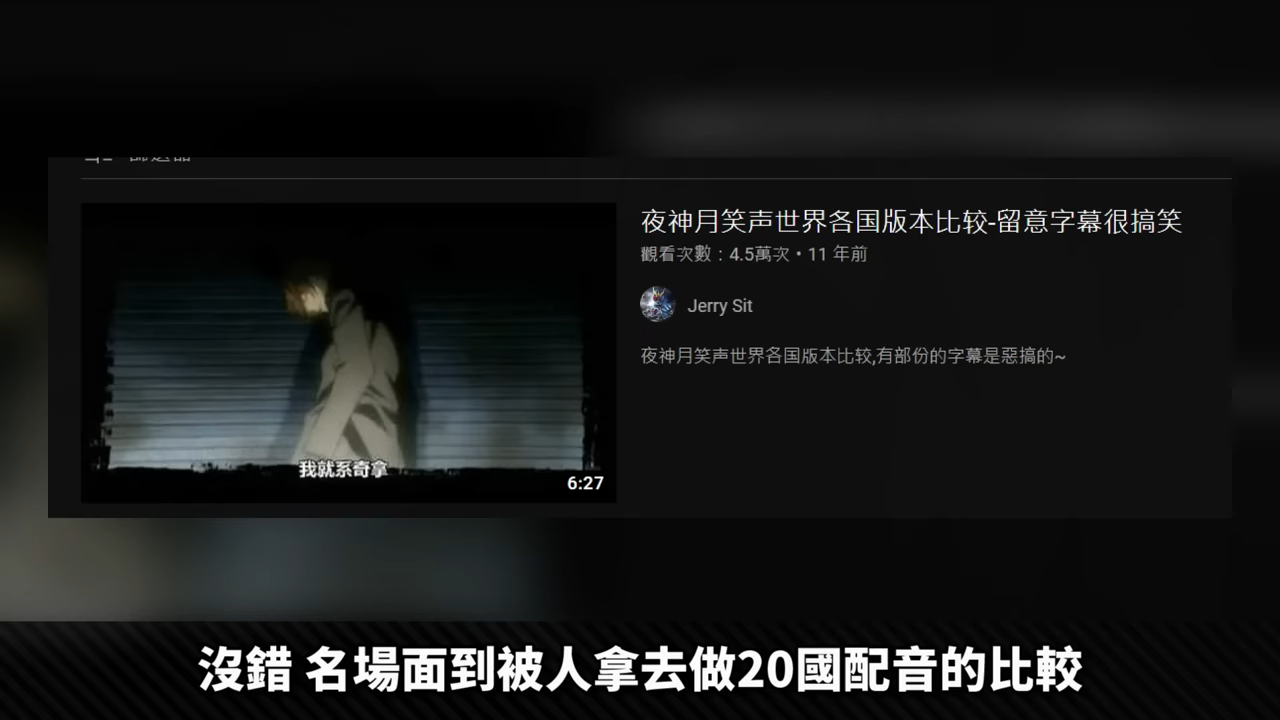 夜神月笑声世界各国版本比较-留意字幕很搞笑
觀看次數：4.5萬次・11 年前
Jerry Sit
夜神月笑声世界各国版本比较,有部份的字幕是惡搞的~
我就系奇拿
6:27
沒錯 名場面到被人拿去做20國配音的比較